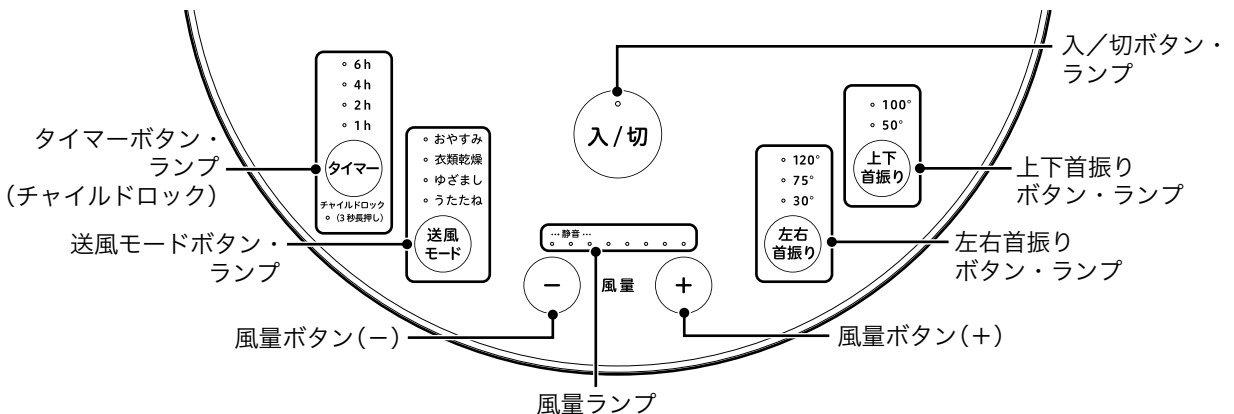 入／切ボタン・
ランプ
6h
4h
2h
1h
タイマー
チャイルドロック
（3秒長押し）
タイマーボタン・
ランプ
（チャイルドロック）
おやすみ
衣類乾燥
ゆざまし
うたたね
送風
モード
送風モードボタン・
ランプ
入/切
100°
50°
上下
首振り
上下首振り
ボタン・ランプ
120°
75°
30°
左右
首振り
左右首振り
ボタン・ランプ
…静音…
− 風量 +
風量ボタン（−）
風量ボタン（+）
風量ランプ